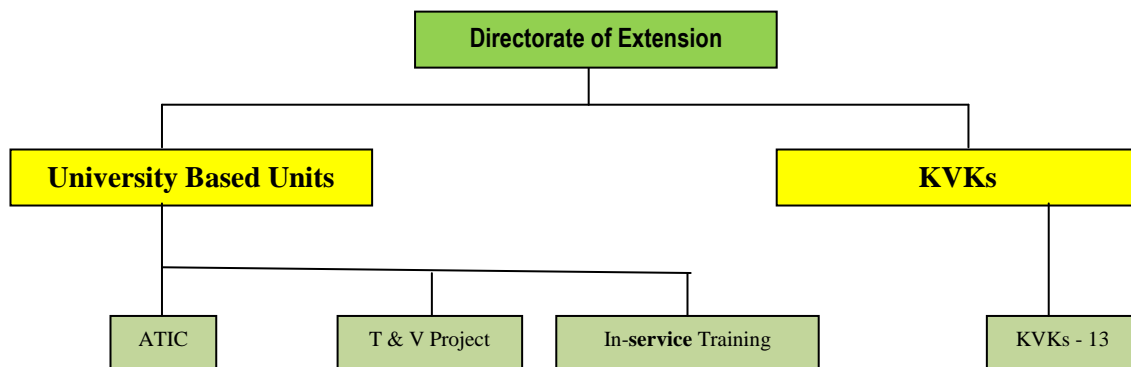 Directorate of Extension
University Based Units
KVKs
ATIC
T & V Project
In-service Training
KVKs - 13